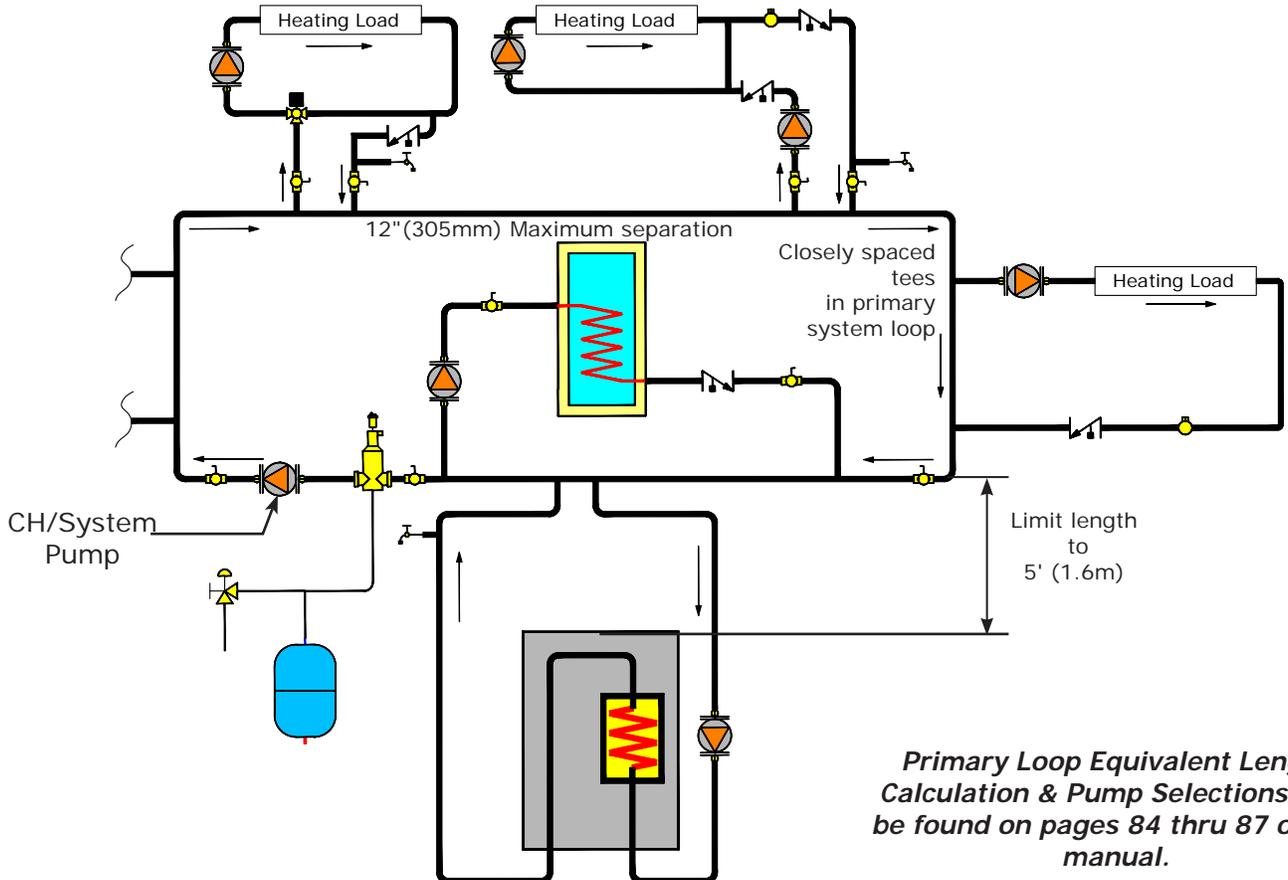 Heating Load
Heating Load
12"(305mm) Maximum separation
Closely spaced
tees
in primary
system loop
Heating Load
CH/System
Pump
Limit length
to
5' (1.6m)
Primary Loop Equivalent
Calculation & Pump Selections
be found on pages 84 thru 87
manual.